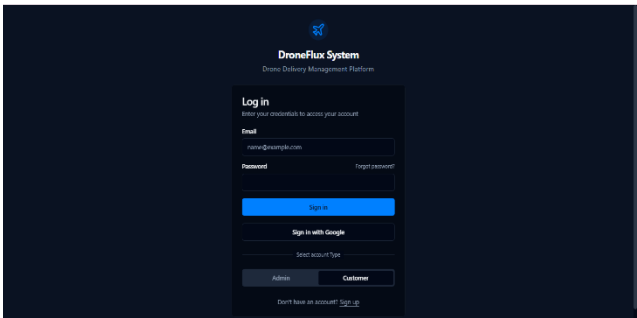 DroneFlux System
Drone Delivery Management Platform
Log in
Enter your credentials to access your account
Email
name@example.com
Password Forgot password?
Sign in
Sign in with Google
Select account Type
Admin Customer
Don't have an account? Sign up